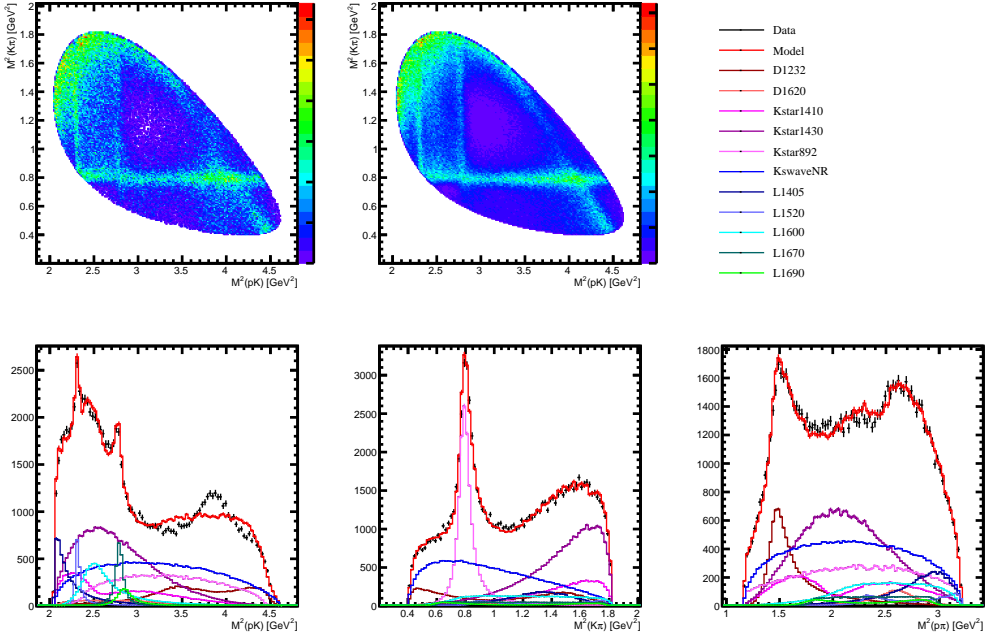 M²(Kπ) [GeV²]
2
1.8
1.6
1.4
1.2
1
0.8
0.6
0.4
2 2.5 3 3.5 4 4.5
M²(pK) [GeV²]
M²(Kπ) [GeV²]
2
1.8
1.6
1.4
1.2
1
0.8
0.6
0.4
2 2.5 3 3.5 4 4.5
M²(pK) [GeV²]
Data
Model
D1232
D1620
Kstar1410
Kstar1430
Kstar892
KswaveNR
L1405
L1520
L1600
L1670
L1690
2500
2000
1500
1000
500
0
2 2.5 3 3.5 4 4.5
M²(pK) [GeV²]
3000
2500
2000
1500
1000
500
0
0.4 0.6 0.8 1 1.2 1.4 1.6 1.8 2
M²(Kπ) [GeV²]
1800
1600
1400
1200
1000
800
600
400
200
0
1 1.5 2 2.5 3
M²(pπ) [GeV²]